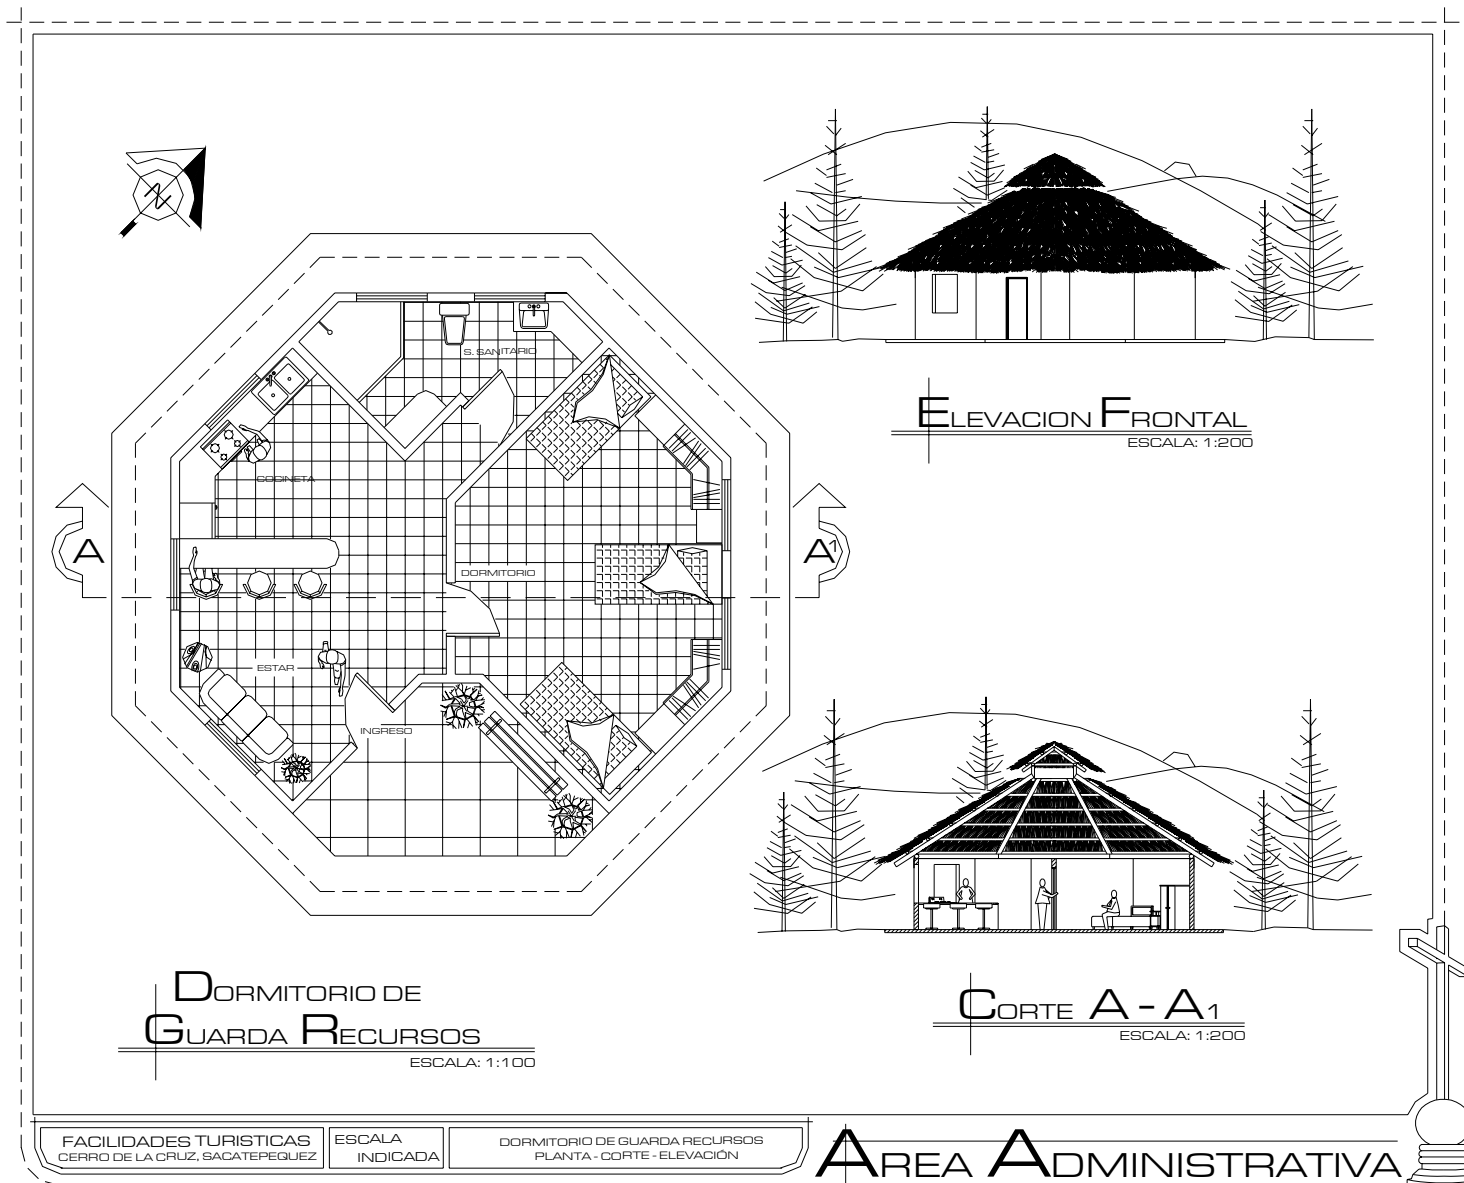 N
S. SANITARIO
COCINETA
A
A1
DORMITORIO
ESTAR
INGRESO
DORMITORIO DE
GUARDA RECURSOS
ESCALA: 1:100
ELEVACION FRONTAL
ESCALA: 1:200
CORTE A - A1
ESCALA: 1:200
FACILIDADES TURISTICAS
CERRO DE LA CRUZ, SACATEPEQUEZ
ESCALA
INDICADA
DORMITORIO DE GUARDA RECURSOS
PLANTA - CORTE - ELEVACIÓN
AREA ADMINISTRATIVA